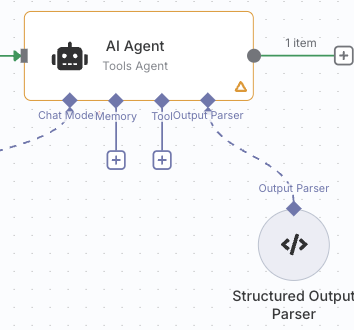 AI Agent
Tools Agent
1 item
Chat Model
Memory
Tool
Output Parser
Output Parser
Structured Output
Parser